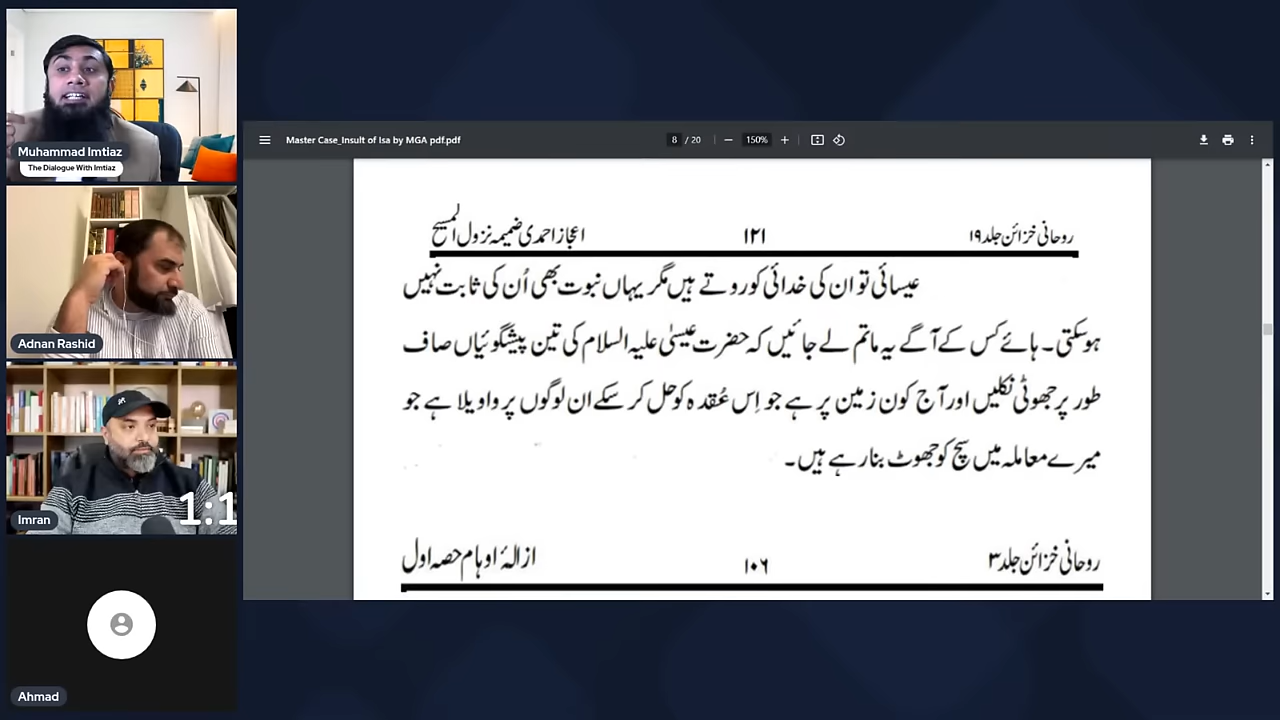 Muhammad Imtiaz
The Dialogue With Imtiaz
Adnan Rashid
Imran
1:1
Ahmad
Master Case_Insult of Isa by MGA pdf.pdf
8 / 20
150%
روحانی خزائن جلد ۱۹ ۱۲۱ اعجاز احمدی ضمیمہ نزول المسیح
عیسائی تو ان کی خدائی کو روتے ہیں مگر یہاں نبوت بھی اُن کی ثابت نہیں
ہوسکتی۔ ہائے کس کے آگے یہ ماتم لے جائیں کہ حضرت عیسیٰ علیہ السلام کی تین پیشگوئیاں صاف
طور پر جھوٹی نکلیں اور آج کون زمین پر ہے جو اِس عُقدہ کو حل کر سکے ان لوگوں پر واویلا ہے جو
میرے معاملہ میں سچ کو جھوٹ بنا رہے ہیں۔
روحانی خزائن جلد ۳ ۱۰۶ ازالۂ اوہام حصہ اول